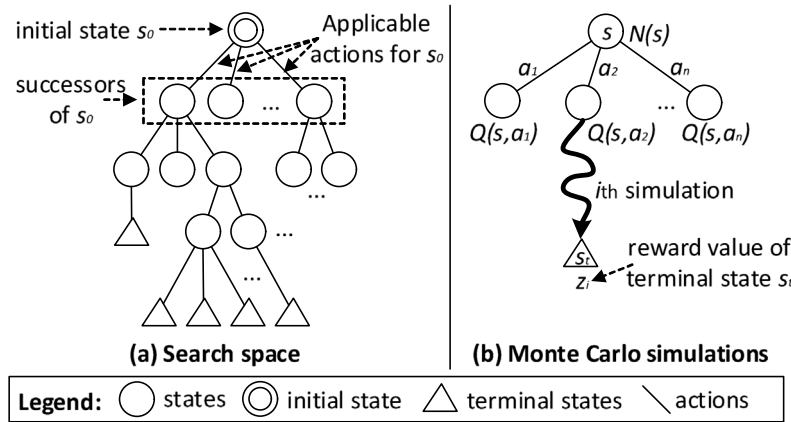 initial state s₀
Applicable
actions for s₀
successors
of s₀
...
...
...
...
(a) Search space
s N(s)
a₁ a₂ aₙ
...
Q(s,a₁) Q(s,a₂) Q(s,aₙ)
ith simulation
sₜ
zᵢ
reward value of
terminal state sₜ
(b) Monte Carlo simulations
Legend: states initial state terminal states actions